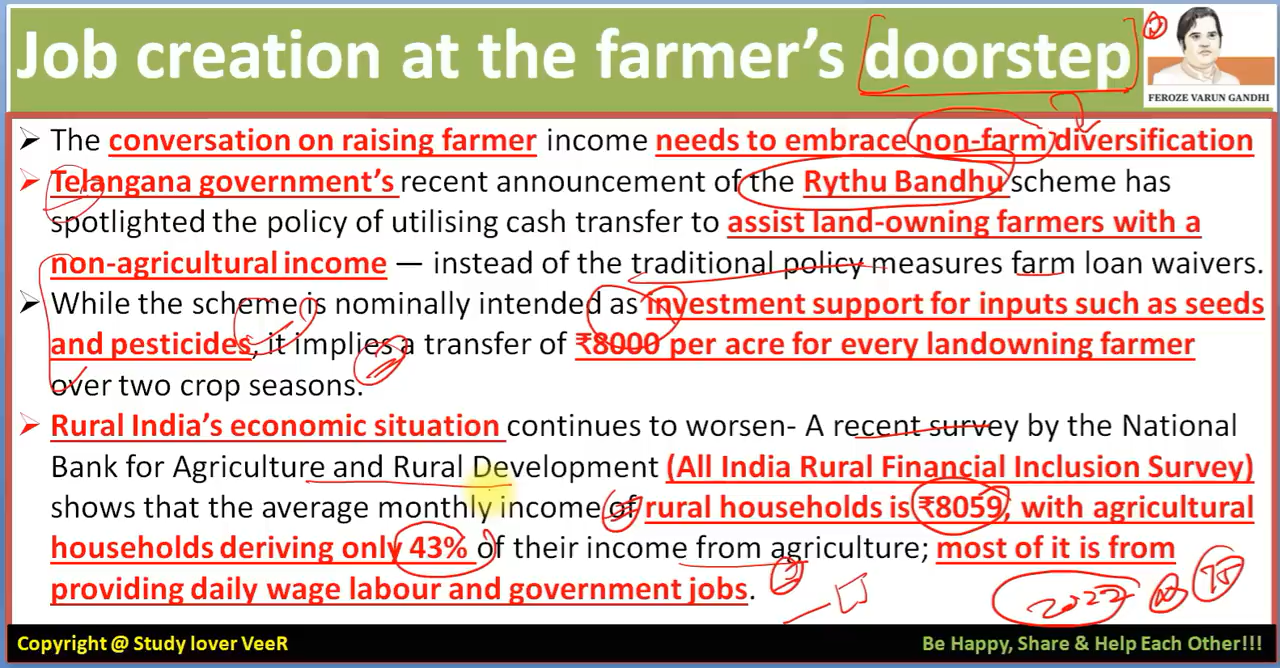 Job creation at the farmer's doorstep
FEROZE VARUN GANDHI
➤ The conversation on raising farmer income needs to embrace non-farm diversification
➤ Telangana government's recent announcement of the Rythu Bandhu scheme has
spotlighted the policy of utilising cash transfer to assist land-owning farmers with a
non-agricultural income — instead of the traditional policy measures farm loan waivers.
➤ While the scheme is nominally intended as investment support for inputs such as seeds
and pesticides, it implies a transfer of ₹8000 per acre for every landowning farmer
over two crop seasons.
➤ Rural India's economic situation continues to worsen- A recent survey by the National
Bank for Agriculture and Rural Development (All India Rural Financial Inclusion Survey)
shows that the average monthly income of rural households is ₹8059, with agricultural
households deriving only 43% of their income from agriculture; most of it is from
providing daily wage labour and government jobs.
2022
Copyright @ Study lover VeeR
Be Happy, Share & Help Each Other!!!